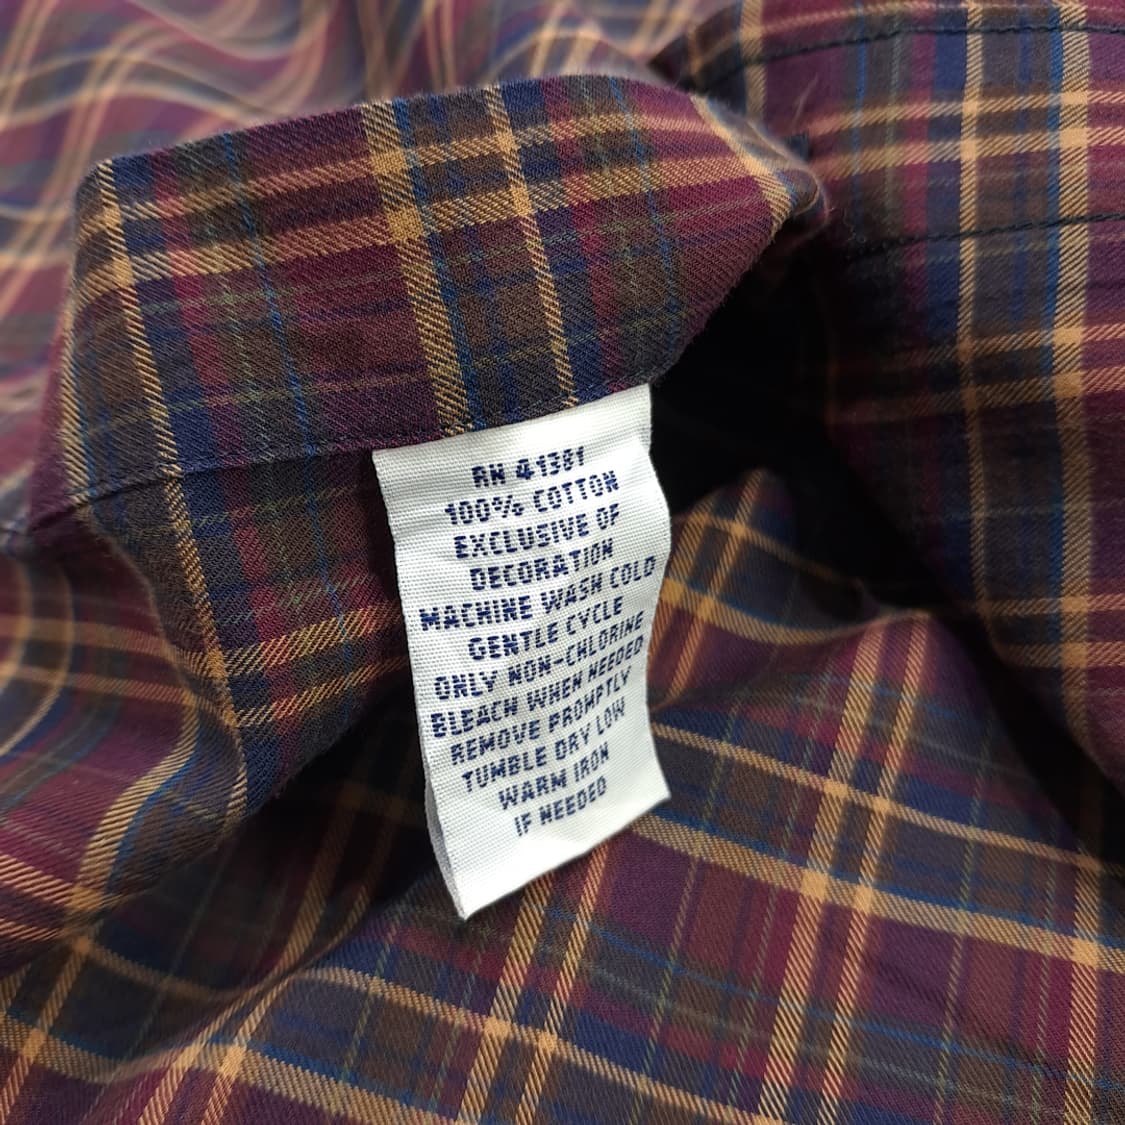 RN 41381
100% COTTON
EXCLUSIVE OF
DECORATION
MACHINE WASH COLD
GENTLE CYCLE
ONLY NON-CHLORINE
BLEACH WHEN NEEDED
REMOVE PROMPTLY
TUMBLE DRY LOW
WARM IRON
IF NEEDED